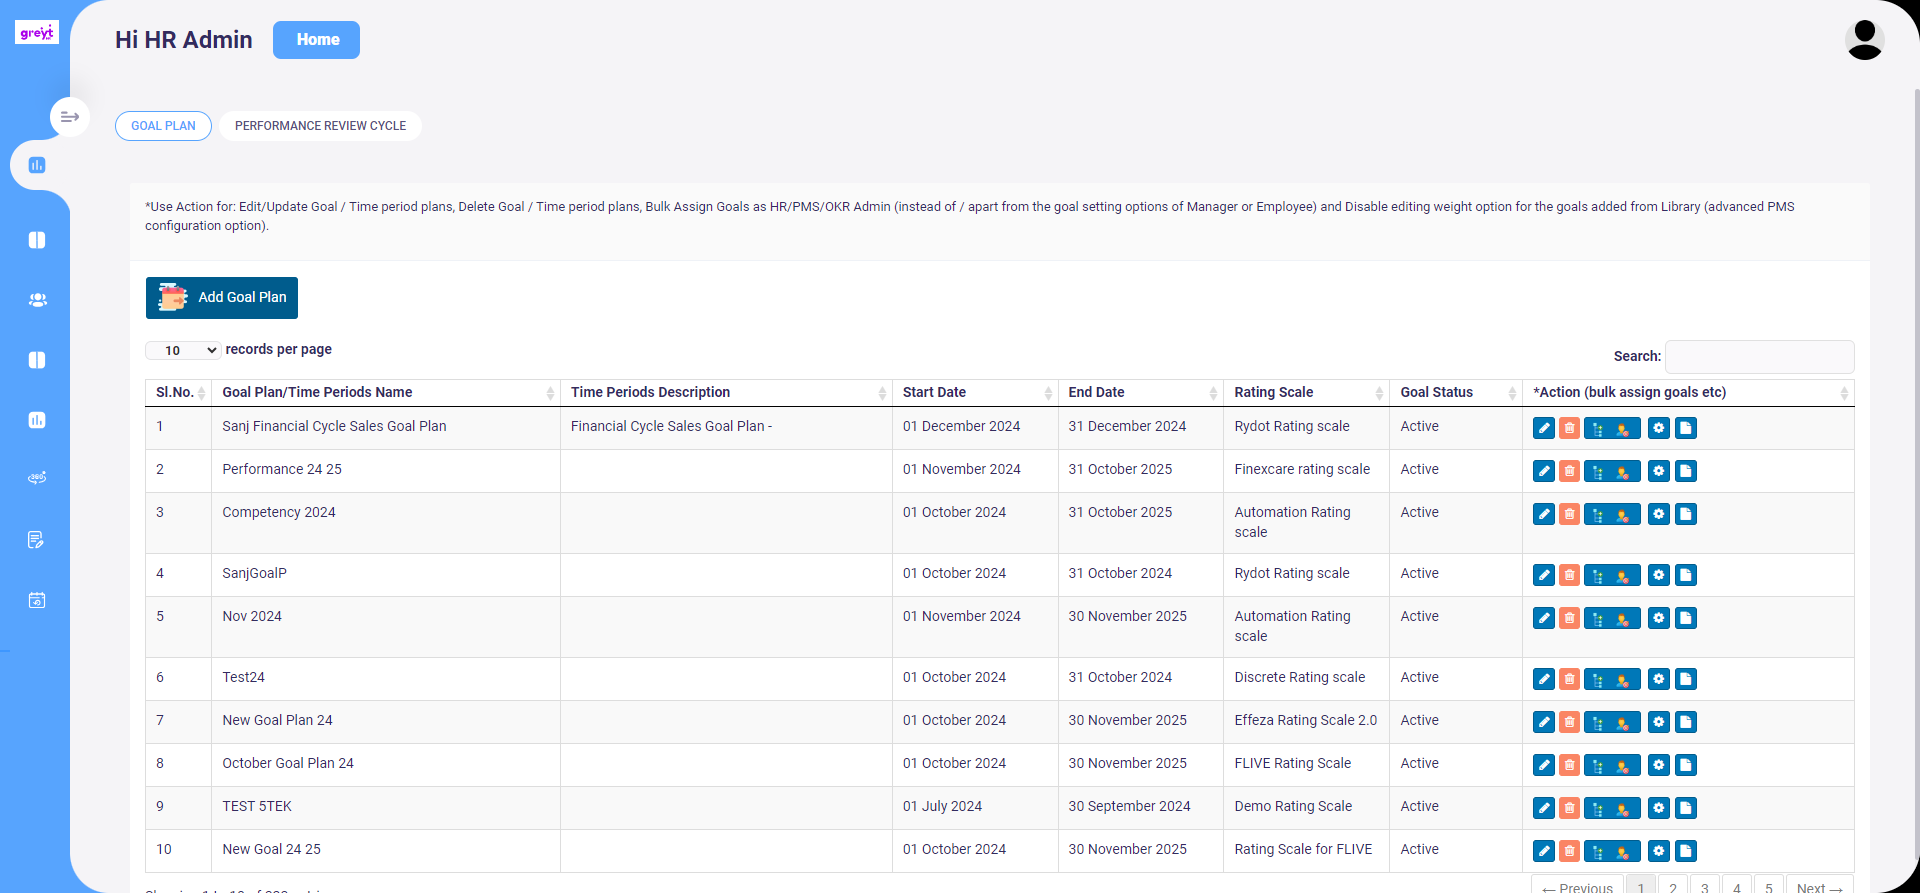 greyt
Hi HR Admin
Home
GOAL PLAN
PERFORMANCE REVIEW CYCLE
*Use Action for: Edit/Update Goal / Time period plans, Delete Goal / Time period plans, Bulk Assign Goals as HR/PMS/OKR Admin (instead of / apart from the goal setting options of Manager or Employee) and Disable editing weight option for the goals added from Library (advanced PMS
configuration option).
Add Goal Plan
10 records per page
Search:
Sl.No. Goal Plan/Time Periods Name Time Periods Description Start Date End Date Rating Scale Goal Status *Action (bulk assign goals etc)
1 Sanj Financial Cycle Sales Goal Plan Financial Cycle Sales Goal Plan - 01 December 2024 31 December 2024 Rydot Rating scale Active
2 Performance 24 25 01 November 2024 31 October 2025 Finexcare rating scale Active
3 Competency 2024 01 October 2024 31 October 2025 Automation Rating Active
scale
4 SanjGoalP 01 October 2024 31 October 2024 Rydot Rating scale Active
5 Nov 2024 01 November 2024 30 November 2025 Automation Rating Active
scale
6 Test24 01 October 2024 31 October 2024 Discrete Rating scale Active
7 New Goal Plan 24 01 October 2024 30 November 2025 Effeza Rating Scale 2.0 Active
8 October Goal Plan 24 01 October 2024 30 November 2025 FLIVE Rating Scale Active
9 TEST 5TEK 01 July 2024 30 September 2024 Demo Rating Scale Active
10 New Goal 24 25 01 October 2024 30 November 2025 Rating Scale for FLIVE Active
← Previous 1 2 3 4 5 Next →
360